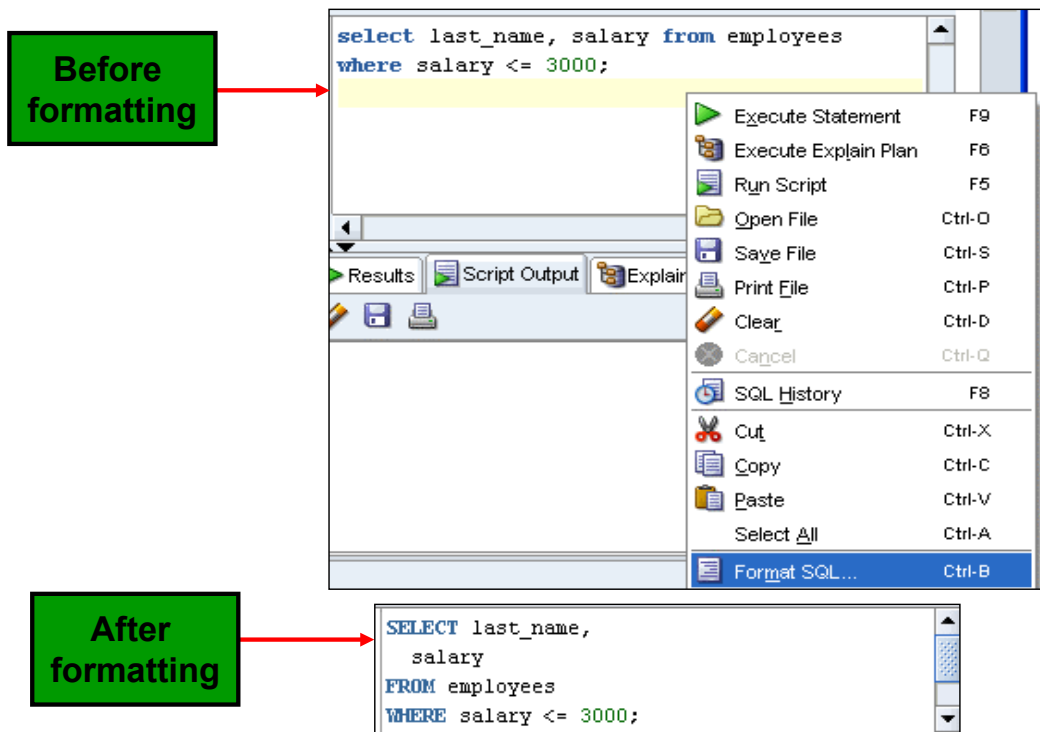 Before
formatting
select last_name, salary from employees
where salary <= 3000;
Execute Statement F9
Execute Explain Plan F6
Run Script F5
Open File Ctrl-O
Save File Ctrl-S
Print File Ctrl-P
Clear Ctrl-D
Cancel Ctrl-Q
SQL History F8
Cut Ctrl-X
Copy Ctrl-C
Paste Ctrl-V
Select All Ctrl-A
Format SQL... Ctrl-B
Results Script Output Explain
After
formatting
SELECT last_name,
salary
FROM employees
WHERE salary <= 3000;